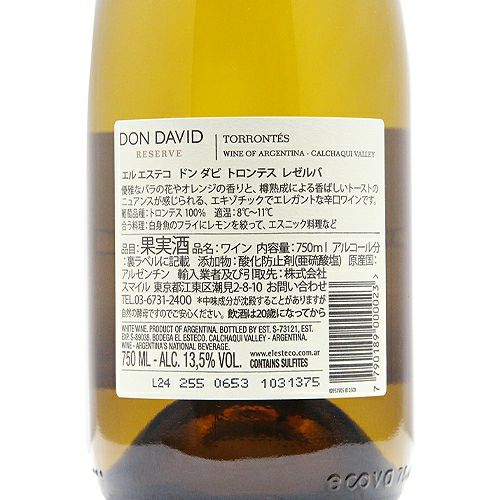 DON DAVID
RESERVE
TORRONTÉS
WINE OF ARGENTINA - CALCHAQUI VALLEY
エル エステコ ドン ダビ トロンテス レゼルバ
優雅なバラの花やオレンジの香りと、樽熟成による香ばしいトーストの
ニュアンスが感じられる、エキゾチックでエレガントな辛口ワインです。
葡萄品種：トロンテス 100% 適温：8℃～11℃
料理：白身魚のフライにレモンを絞って、エスニック料理など
品目：果実酒 品名：ワイン 内容量：750ml アルコール分
：裏ラベルに記載 添加物：酸化防止剤(亜硫酸塩) 原産国：
アルゼンチン 輸入業者及び引取先：株式会社
スマイル 東京都江東区潮見2-8-10 お問い合わせ
TEL.03-6731-2400 *中味成分が沈殿することがありますが
自然の酵母ですのでご安心ください。飲酒は20歳になってから
WHITE WINE. PRODUCT OF ARGENTINA. BOTTLED BY EST. S-73121, EST.
EXP. S-89038. BODEGA EL ESTECO. CALCHAQUI VALLEY - ARGENTINA.
WINE - ARGENTINA'S NATIONAL BEVERAGE.
750 ML - ALC. 13,5% VOL.
www.elesteco.com.ar
CONTAINS SULFITES
L24 255 0653 1031375
7 790189 000023 >
ecova